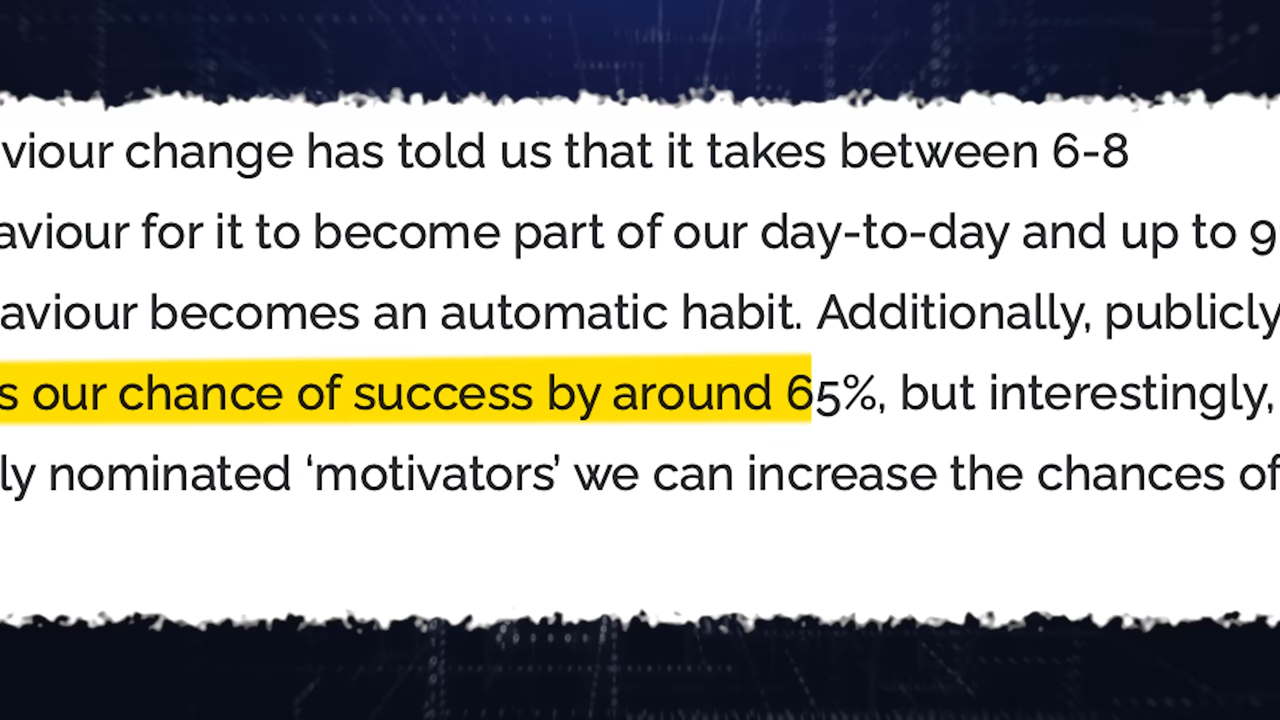 viour change has told us that it takes between 6-8
aviour for it to become part of our day-to-day and up to 9
aviour becomes an automatic habit. Additionally, publicly
s our chance of success by around 65%, but interestingly,
ly nominated ‘motivators’ we can increase the chances of